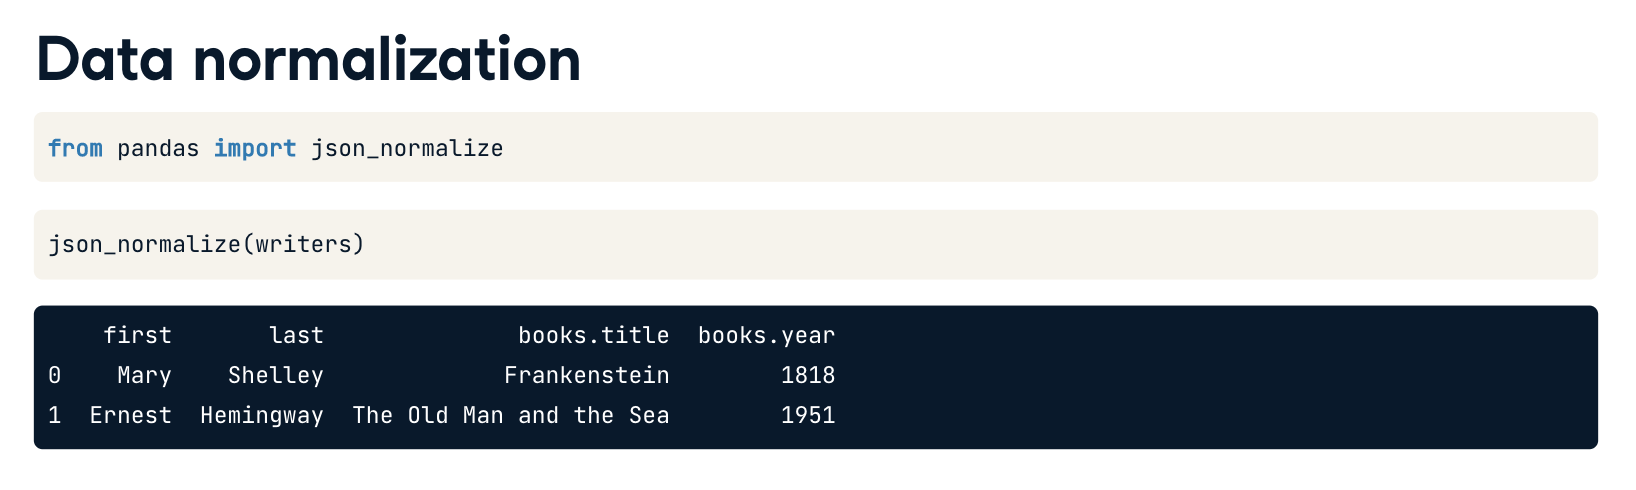 Data normalization
from pandas import json_normalize
json_normalize(writers)
    first       last              books.title  books.year
0    Mary    Shelley             Frankenstein        1818
1  Ernest  Hemingway  The Old Man and the Sea        1951